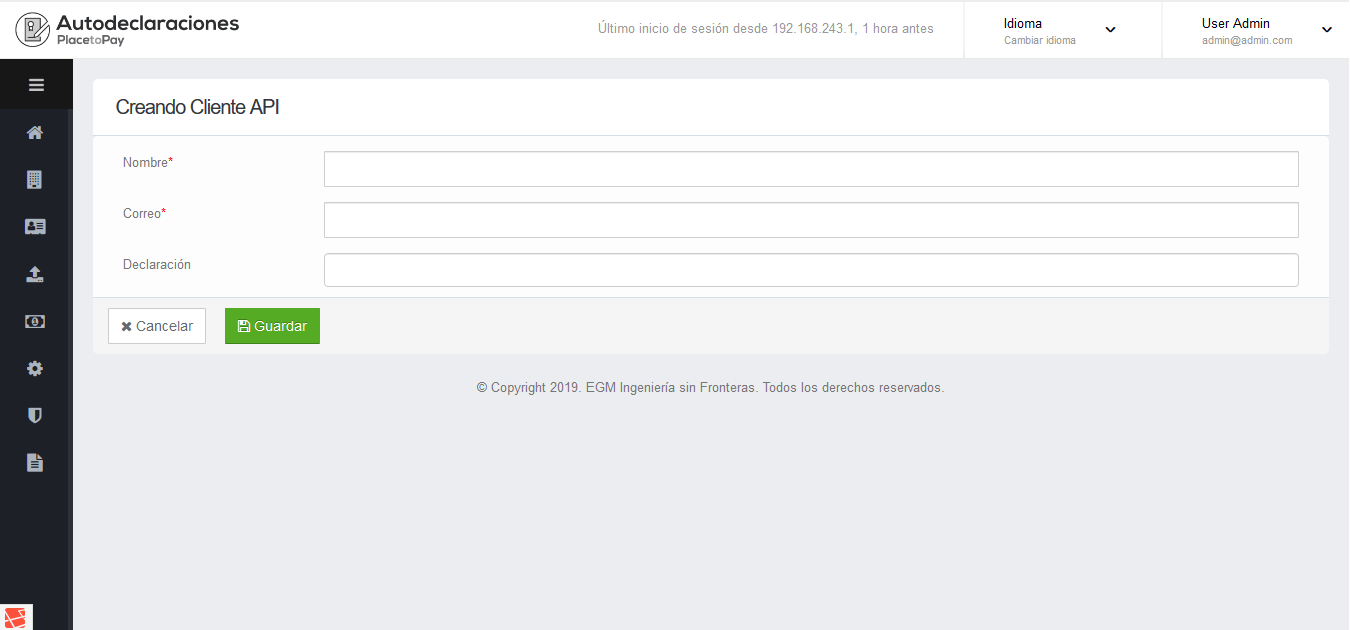 Autodeclaraciones
PlacetoPay
Último inicio de sesión desde 192.168.243.1, 1 hora antes
Idioma
Cambiar idioma
User Admin
admin@admin.com
Creando Cliente API
Nombre*
Correo*
Declaración
Cancelar
Guardar
© Copyright 2019. EGM Ingeniería sin Fronteras. Todos los derechos reservados.